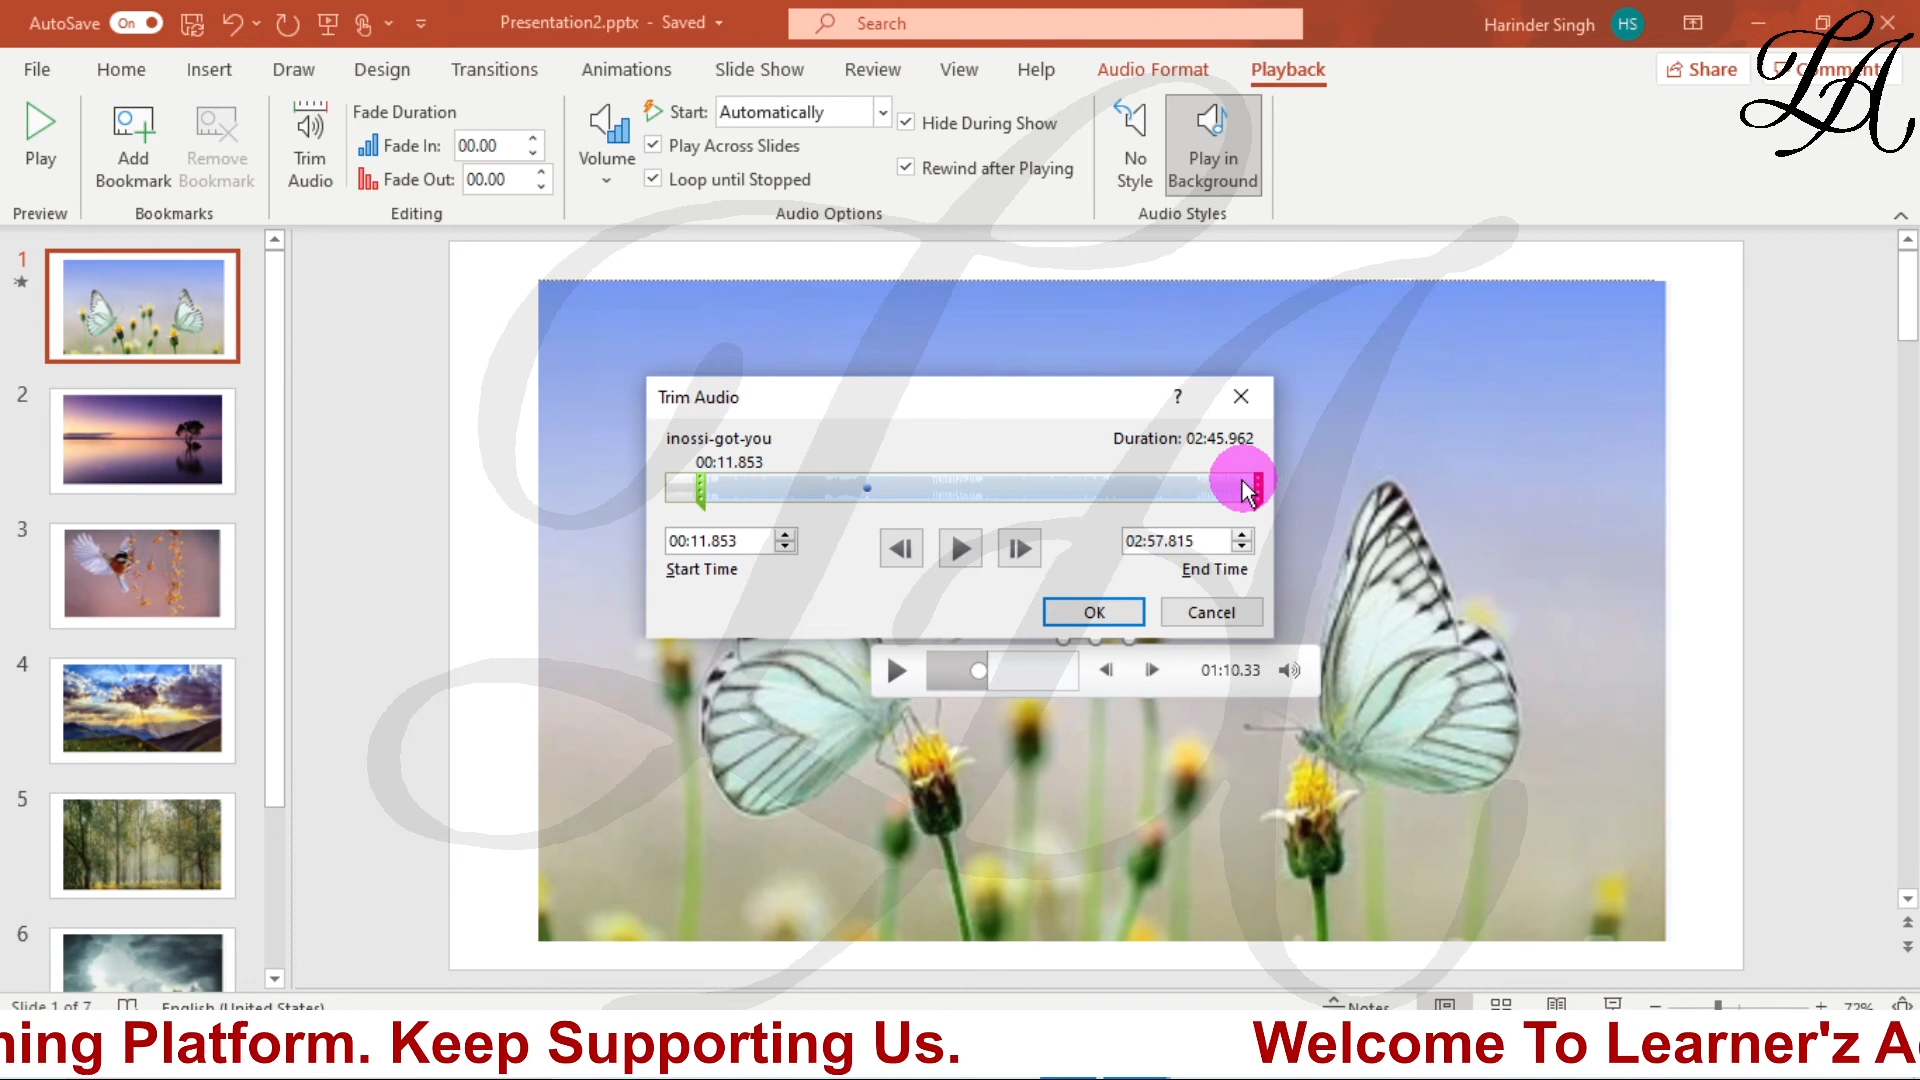 AutoSave On Presentation2.pptx - Saved Search Harinder Singh HS
File Home Insert Draw Design Transitions Animations Slide Show Review View Help Audio Format Playback Share Comments
LA
Play
Add Bookmark
Remove Bookmark
Trim Audio
Fade Duration
Fade In: 00.00
Fade Out: 00.00
Volume
Start: Automatically
Play Across Slides
Loop until Stopped
Hide During Show
Rewind after Playing
No Style
Play in Background
Preview Bookmarks Editing Audio Options Audio Styles
1
2
3
4
5
6
Trim Audio ?
inossi-got-you Duration: 02:45.962
00:11.853
00:11.853 02:57.815
Start Time End Time
OK Cancel
01:10.33
Slide 1 of 7 English (United States) Notes 72%
ning Platform. Keep Supporting Us. Welcome To Learner'z A